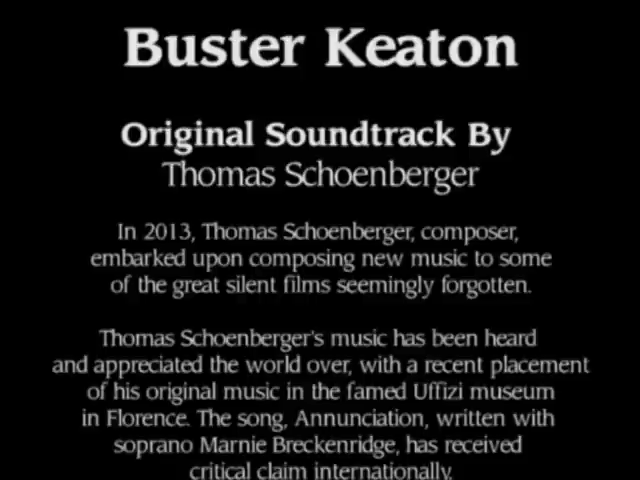 Buster Keaton
Original Soundtrack By
Thomas Schoenberger
In 2013, Thomas Schoenberger, composer,
embarked upon composing new music to some
of the great silent films seemingly forgotten.
Thomas Schoenberger's music has been heard
and appreciated the world over, with a recent placement
of his original music in the famed Uffizi museum
in Florence. The song, Annunciation, written with
soprano Marnie Breckenridge, has received
critical claim internationally.